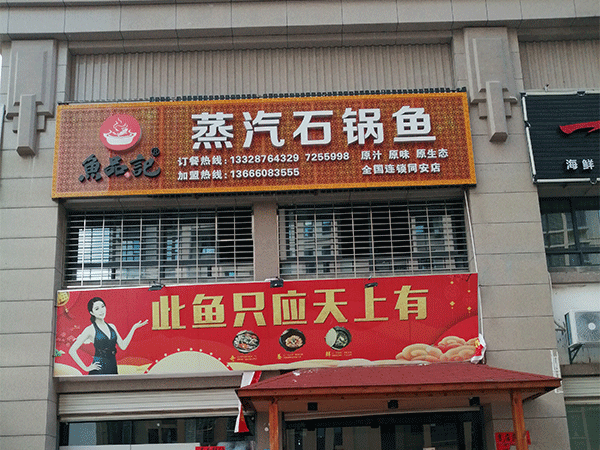 蒸汽石锅鱼
魚品記
订餐热线：13328764329 7255998 原汁 原味 原生态
加盟热线：13666083555 全国连锁同安店
海鲜
此鱼只应天上有